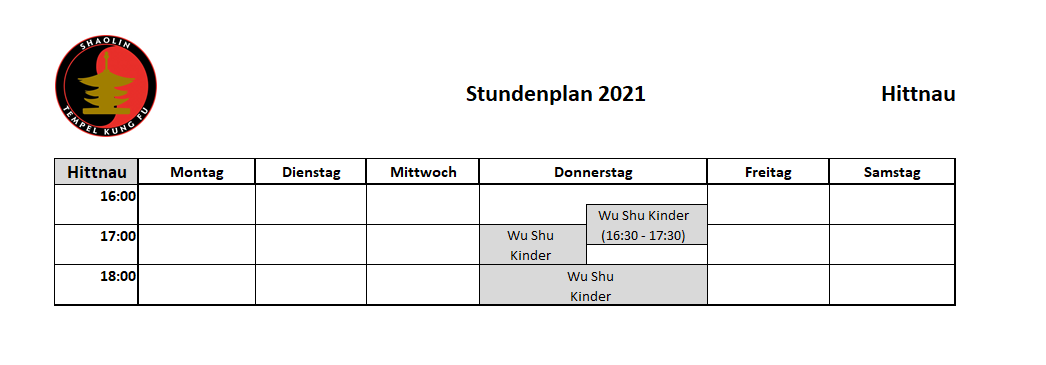 SHAOLIN
TEMPEL KUNG FU
Stundenplan 2021
Hittnau
Hittnau Montag Dienstag Mittwoch Donnerstag Freitag Samstag
16:00
Wu Shu Kinder
(16:30 - 17:30)
17:00
Wu Shu
Kinder
18:00
Wu Shu
Kinder